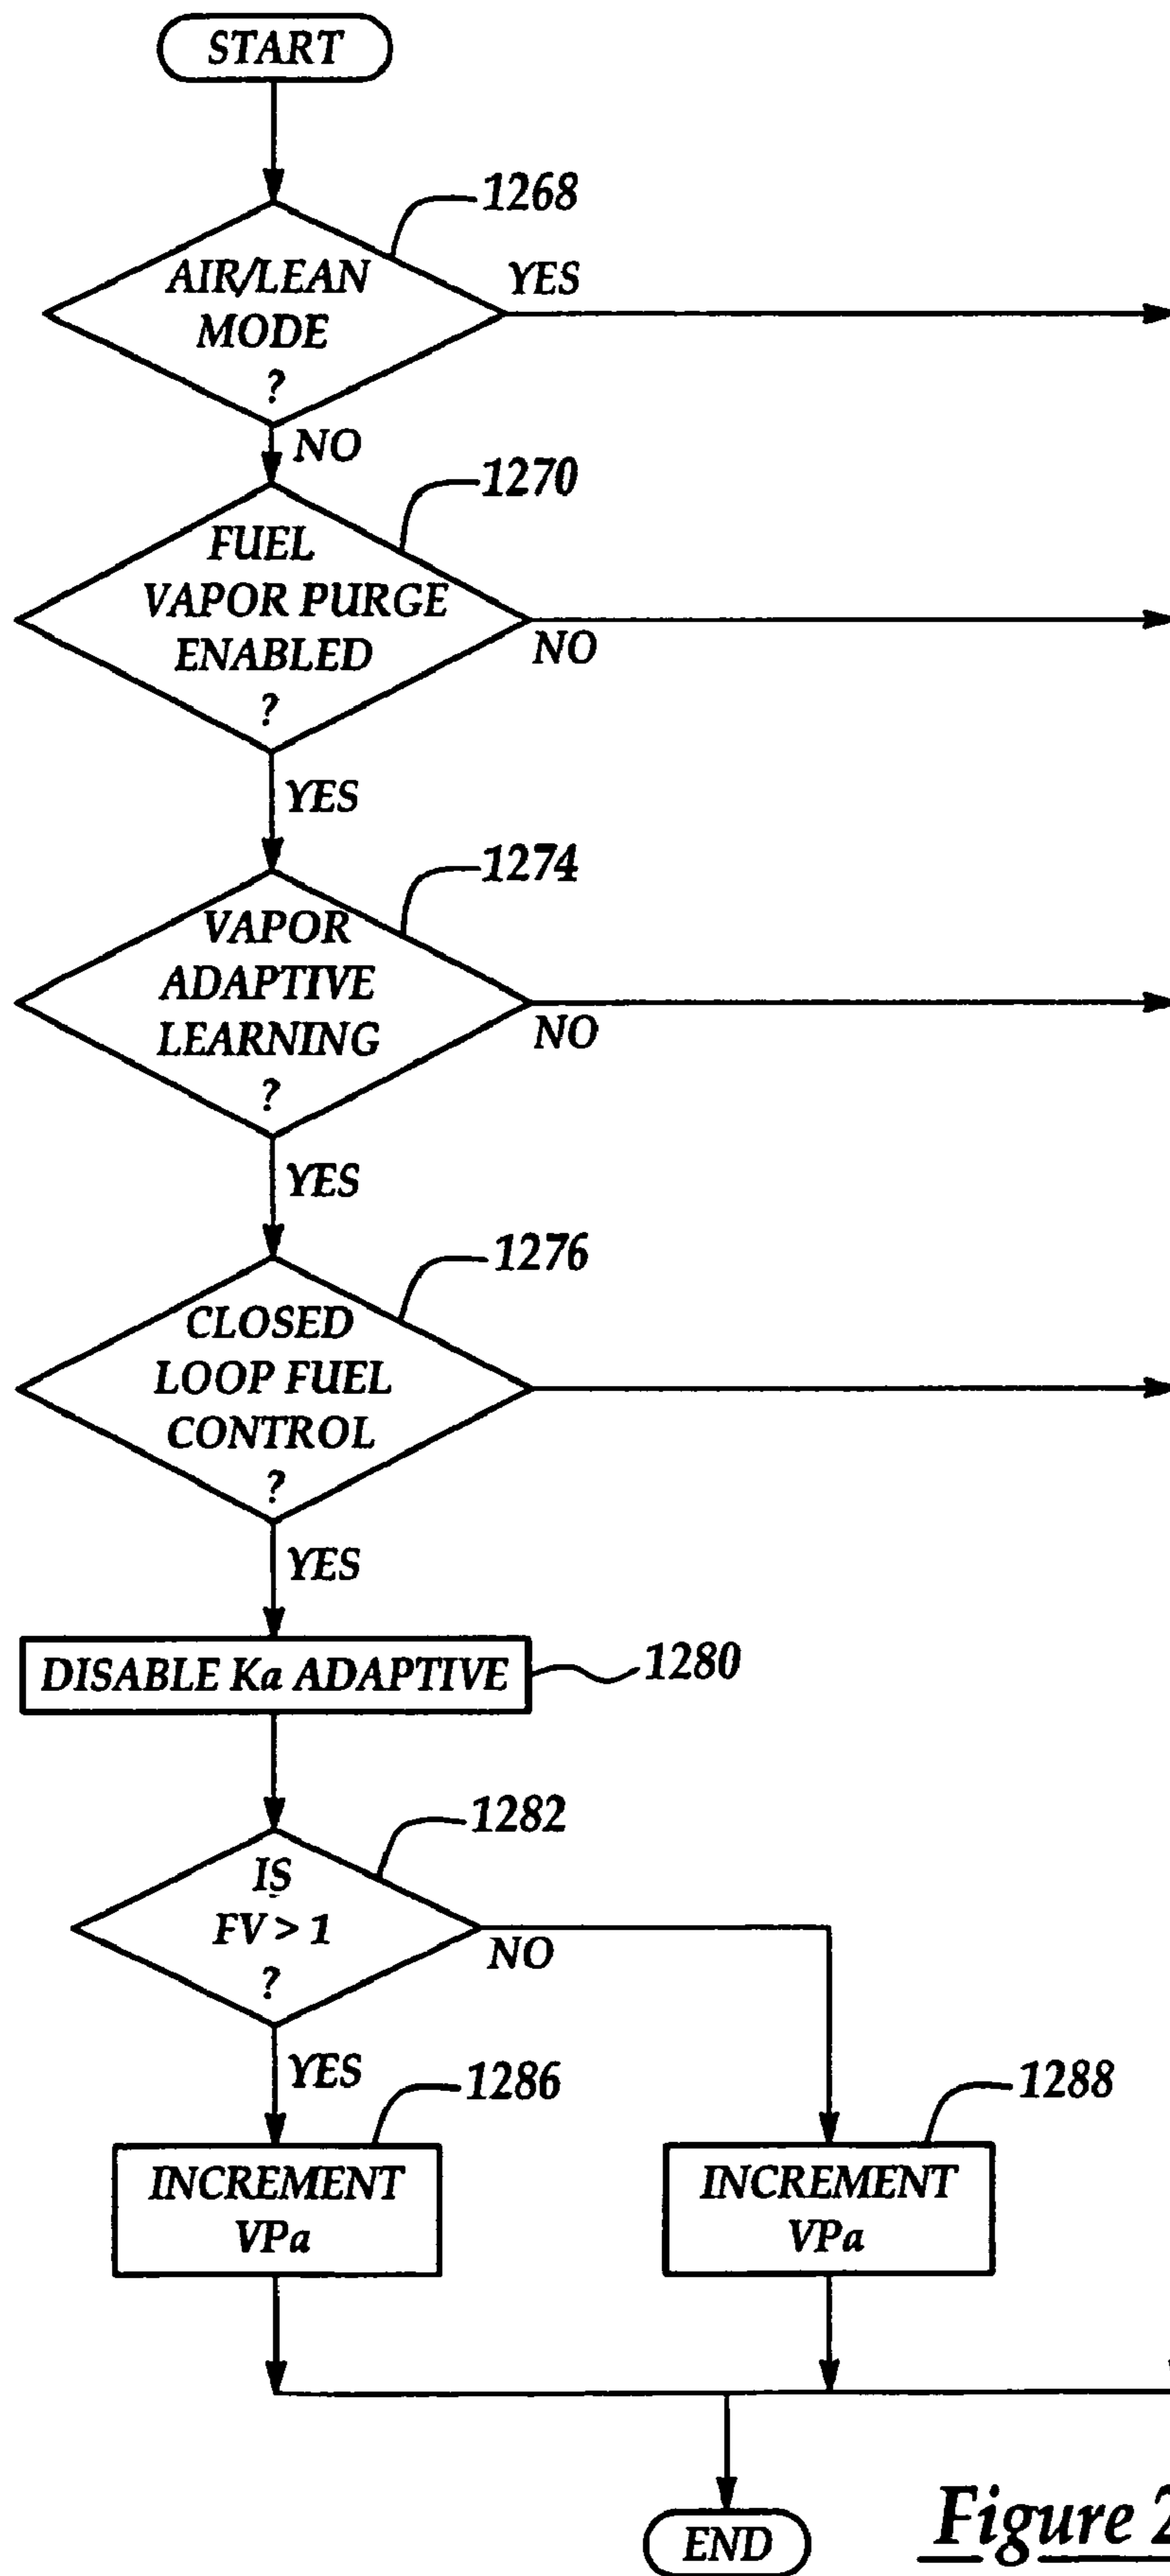 START
1268
AIR/LEAN
MODE
?
YES
NO
1270
FUEL
VAPOR PURGE
ENABLED
?
NO
YES
1274
VAPOR
ADAPTIVE
LEARNING
?
NO
YES
1276
CLOSED
LOOP FUEL
CONTROL
?
YES
DISABLE Ka ADAPTIVE
1280
1282
IS
FV > 1
?
NO
YES
1286
1288
INCREMENT
VPa
INCREMENT
VPa
END
Figure 2